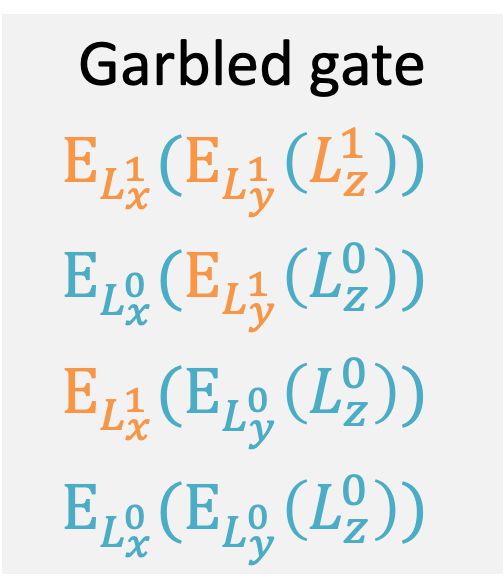 Garbled gate
E_{L_x^1}(E_{L_y^1}(L_z^1))
E_{L_x^0}(E_{L_y^1}(L_z^0))
E_{L_x^1}(E_{L_y^0}(L_z^0))
E_{L_x^0}(E_{L_y^0}(L_z^0))